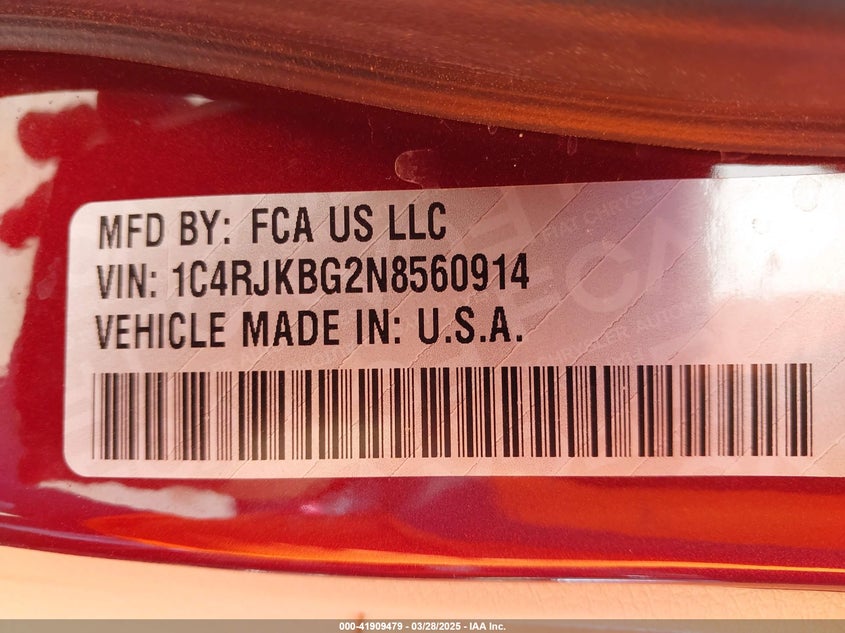 MFD BY: FCA US LLC
VIN: 1C4RJKBG2N8560914
VEHICLE MADE IN: U.S.A.
000-41909479 - 03/28/2025 - IAA Inc.